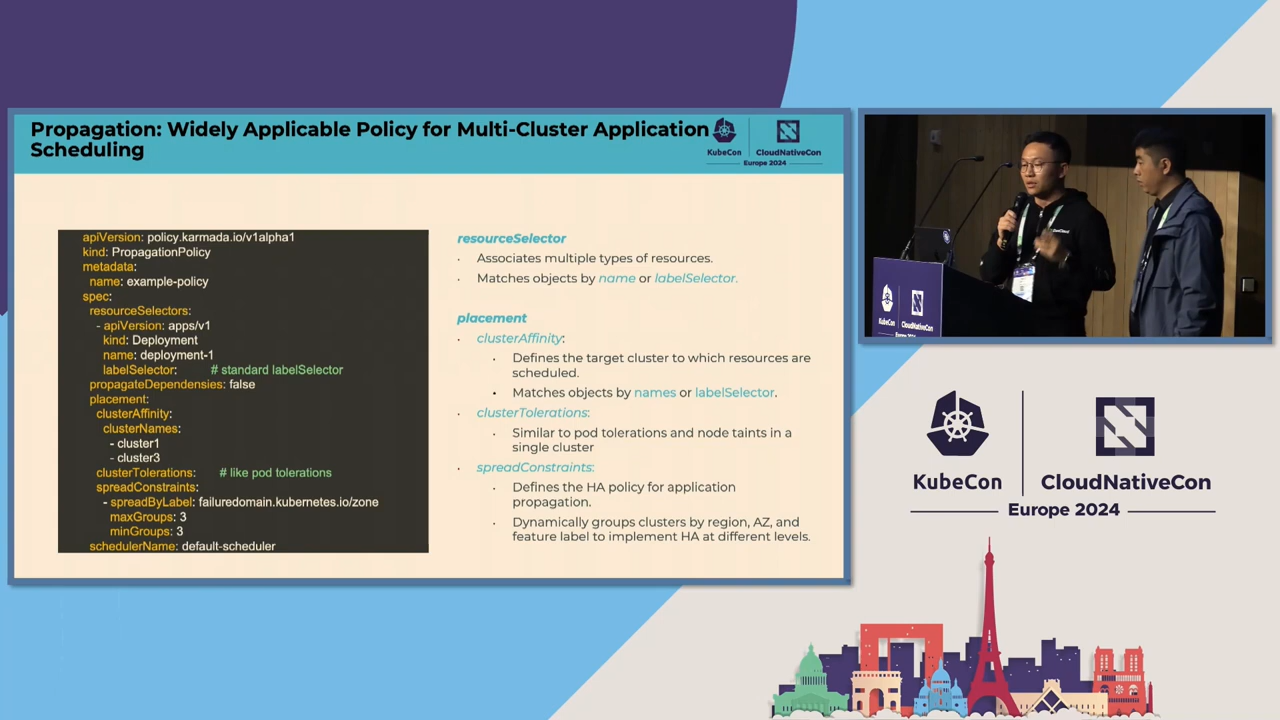 Propagation: Widely Applicable Policy for Multi-Cluster Application
Scheduling
KubeCon
CloudNativeCon
Europe 2024
apiVersion: policy.karmada.io/v1alpha1
kind: PropagationPolicy
metadata:
name: example-policy
spec:
resourceSelectors:
- apiVersion: apps/v1
kind: Deployment
name: deployment-1
labelSelector: # standard labelSelector
propagateDependencies: false
placement:
clusterAffinity:
clusterNames:
- cluster1
- cluster3
clusterTolerations: # like pod tolerations
spreadConstraints:
- spreadByLabel: failuredomain.kubernetes.io/zone
maxGroups: 3
minGroups: 3
schedulerName: default-scheduler
resourceSelector
· Associates multiple types of resources.
· Matches objects by name or labelSelector.
placement
· clusterAffinity:
· Defines the target cluster to which resources are
scheduled.
· Matches objects by names or labelSelector.
· clusterTolerations:
· Similar to pod tolerations and node taints in a
single cluster
· spreadConstraints:
· Defines the HA policy for application
propagation.
· Dynamically groups clusters by region, AZ, and
feature label to implement HA at different levels.
KubeCon
CloudNativeCon
KubeCon
CloudNativeCon
Europe 2024